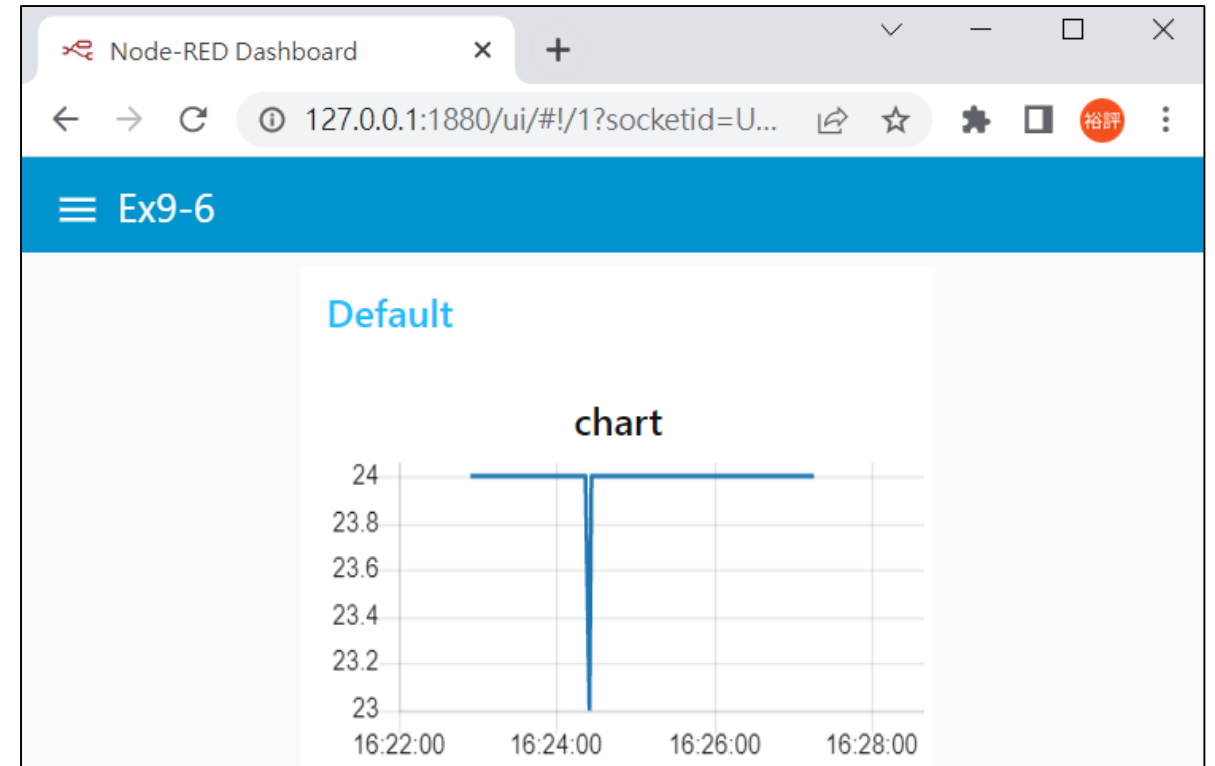 Node-RED Dashboard
127.0.0.1:1880/ui/#!/1?socketid=U...
裕評
Ex9-6
Default
chart
24
23.8
23.6
23.4
23.2
23
16:22:00 16:24:00 16:26:00 16:28:00